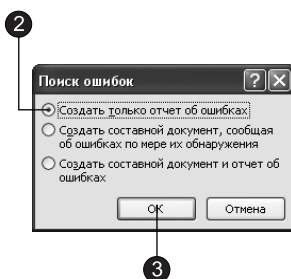 2
Поиск ошибок
Создать только отчет об ошибках
Создать составной документ, сообщая
об ошибках по мере их обнаружения
Создать составной документ и отчет об
ошибках
ОК
Отмена
3